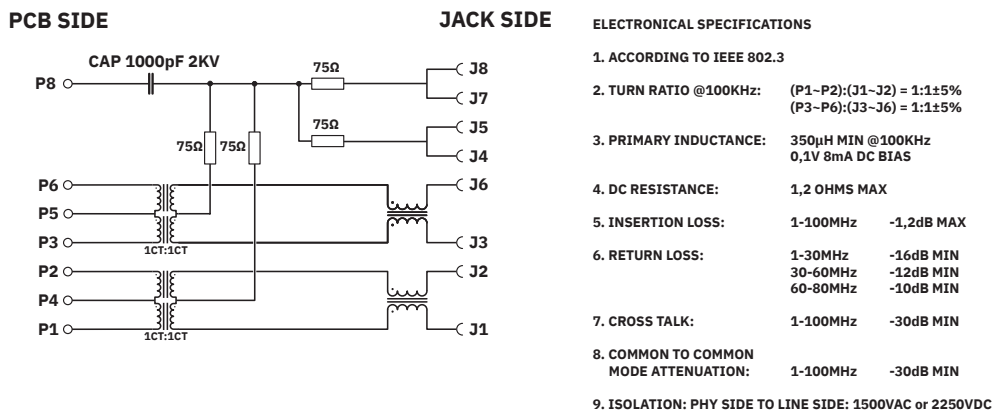 PCB SIDE
JACK SIDE
CAP 1000pF 2KV
P8
75Ω
J8
J7
75Ω
J5
J4
75Ω 75Ω
P6
J6
P5
P3
J3
1CT:1CT
P2
J2
P4
P1
J1
1CT:1CT
ELECTRONICAL SPECIFICATIONS
1. ACCORDING TO IEEE 802.3
2. TURN RATIO @100KHz: (P1~P2):(J1~J2) = 1:1±5%
(P3~P6):(J3~J6) = 1:1±5%
3. PRIMARY INDUCTANCE: 350µH MIN @100KHz
0,1V 8mA DC BIAS
4. DC RESISTANCE: 1,2 OHMS MAX
5. INSERTION LOSS: 1-100MHz -1,2dB MAX
6. RETURN LOSS: 1-30MHz -16dB MIN
30-60MHz -12dB MIN
60-80MHz -10dB MIN
7. CROSS TALK: 1-100MHz -30dB MIN
8. COMMON TO COMMON
MODE ATTENUATION: 1-100MHz -30dB MIN
9. ISOLATION: PHY SIDE TO LINE SIDE: 1500VAC or 2250VDC